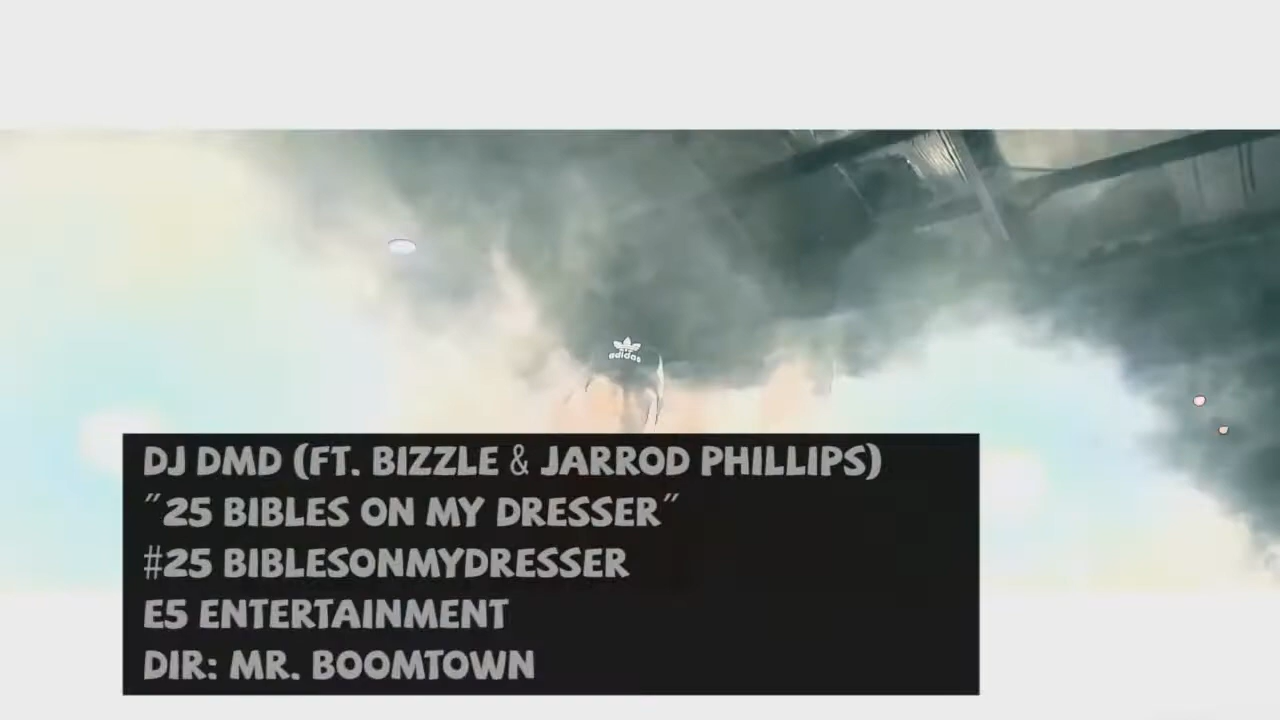 adidas
DJ DMD (FT. BIZZLE & JARROD PHILLIPS)
"25 BIBLES ON MY DRESSER"
#25 BIBLESONMYDRESSER
E5 ENTERTAINMENT
DIR: MR. BOOMTOWN